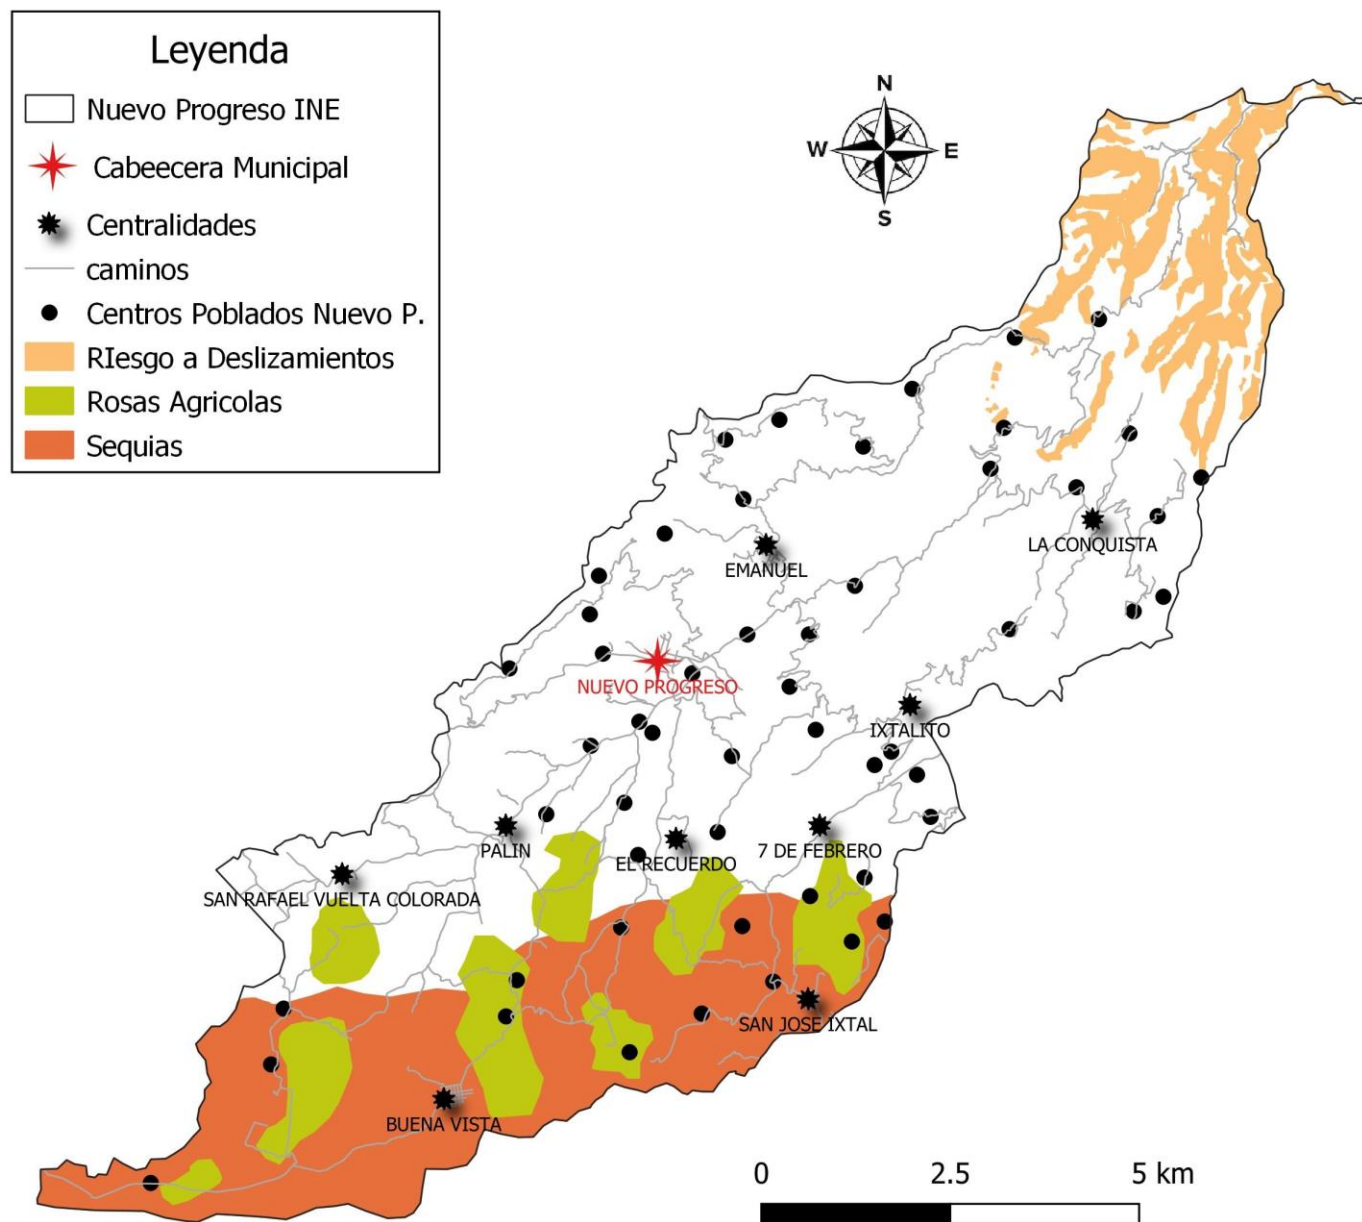 Leyenda
Nuevo Progreso INE
Cabeecera Municipal
Centralidades
caminos
Centros Poblados Nuevo P.
RIesgo a Deslizamientos
Rosas Agricolas
Sequias
N
W E
S
LA CONQUISTA
EMANUEL
NUEVO PROGRESO
IXTALITO
PALIN
EL RECUERDO
7 DE FEBRERO
SAN RAFAEL VUELTA COLORADA
SAN JOSE IXTAL
BUENA VISTA
0 2.5 5 km